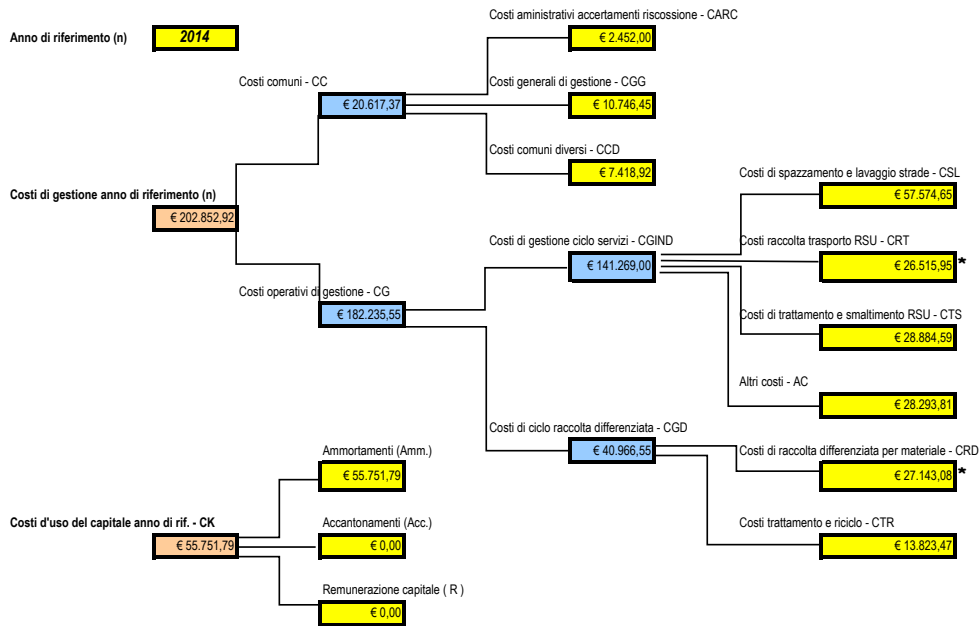 Costi aministrativi accertamenti riscossione - CARC
Anno di riferimento (n) 2014 € 2.452,00
Costi comuni - CC Costi generali di gestione - CGG
€ 20.617,37 € 10.746,45
Costi comuni diversi - CCD
€ 7.418,92 Costi di spazzamento e lavaggio strade - CSL
Costi di gestione anno di riferimento (n) € 57.574,65
€ 202.852,92
Costi di gestione ciclo servizi - CGIND Costi raccolta trasporto RSU - CRT
€ 141.269,00 € 26.515,95 *
Costi operativi di gestione - CG
€ 182.235,55 Costi di trattamento e smaltimento RSU - CTS
€ 28.884,59
Altri costi - AC
€ 28.293,81
Costi di ciclo raccolta differenziata - CGD
Ammortamenti (Amm.) € 40.966,55 Costi di raccolta differenziata per materiale - CRD
€ 55.751,79 € 27.143,08 *
Costi d'uso del capitale anno di rif. - CK Accantonamenti (Acc.) Costi trattamento e riciclo - CTR
€ 55.751,79 € 0,00 € 13.823,47
Remunerazione capitale ( R )
€ 0,00